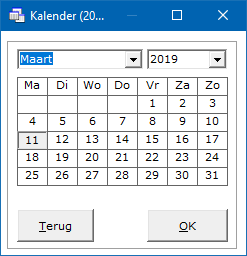 Kalender (20...
Maart 2019
Ma Di Wo Do Vr Za Zo
1 2 3
4 5 6 7 8 9 10
11 12 13 14 15 16 17
18 19 20 21 22 23 24
25 26 27 28 29 30 31
Terug OK